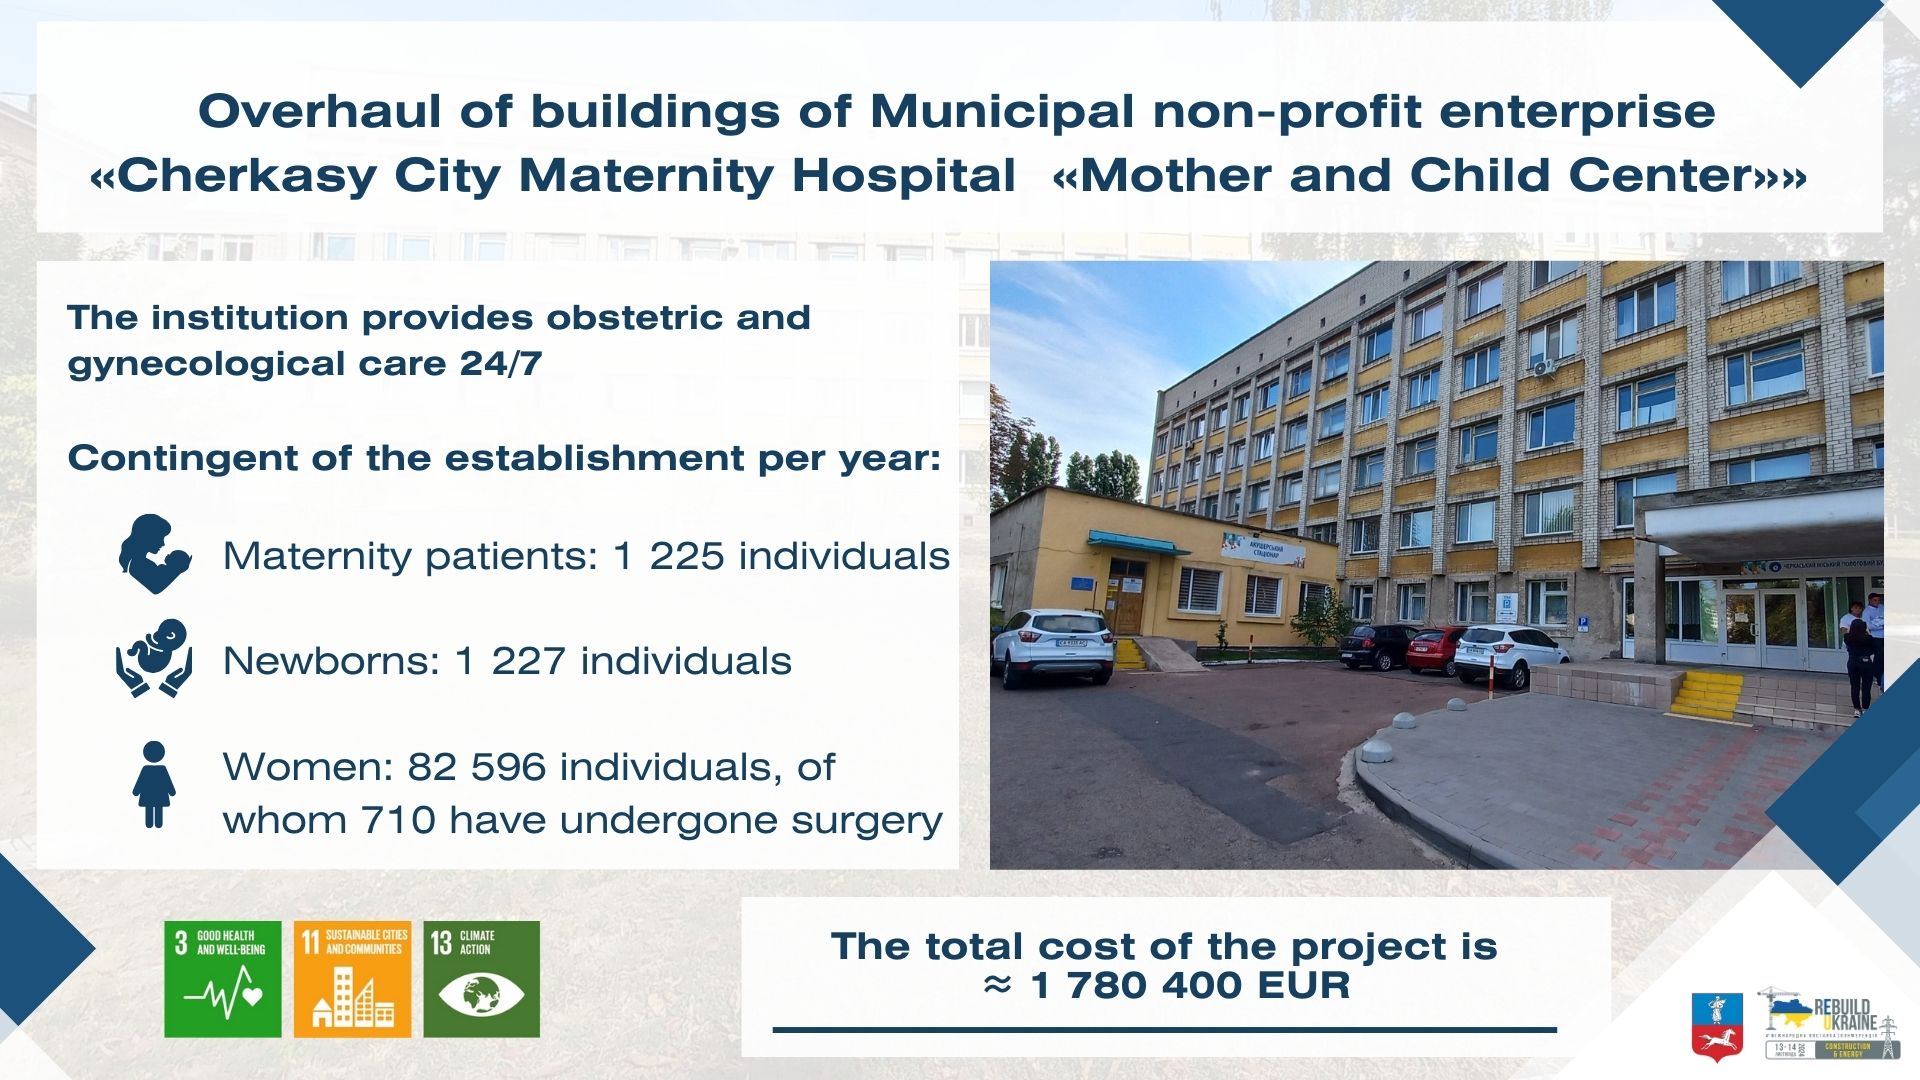 Overhaul of buildings of Municipal non-profit enterprise
«Cherkasy City Maternity Hospital «Mother and Child Center»»
The institution provides obstetric and
gynecological care 24/7
Contingent of the establishment per year:
Maternity patients: 1 225 individuals
Newborns: 1 227 individuals
Women: 82 596 individuals, of
whom 710 have undergone surgery
АКУШЕРСЬКИЙ
СТАЦІОНАР
ЧЕРКАСЬКИЙ МІСЬКИЙ ПОЛОГОВИЙ БУ
P
3 GOOD HEALTH
AND WELL-BEING
11 SUSTAINABLE CITIES
AND COMMUNITIES
13 CLIMATE
ACTION
The total cost of the project is
≈ 1 780 400 EUR
REBUILD
UKRAINE
13-14
ЛИСТОПАДА
2024
CONSTRUCTION
& ENERGY